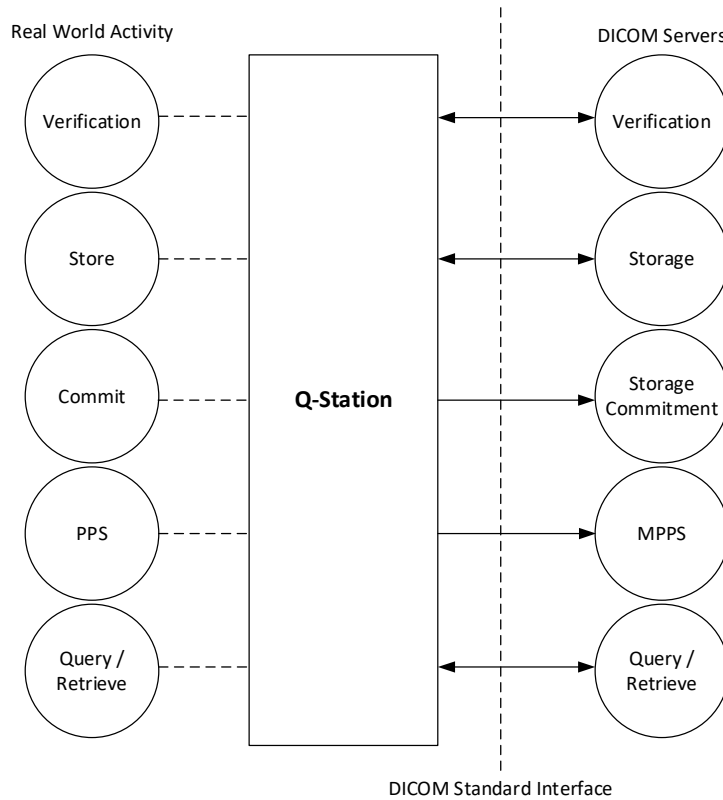 Real World Activity
DICOM Servers
Verification
Verification
Store
Storage
Commit
Q-Station
Storage
Commitment
PPS
MPPS
Query /
Retrieve
Query /
Retrieve
DICOM Standard Interface